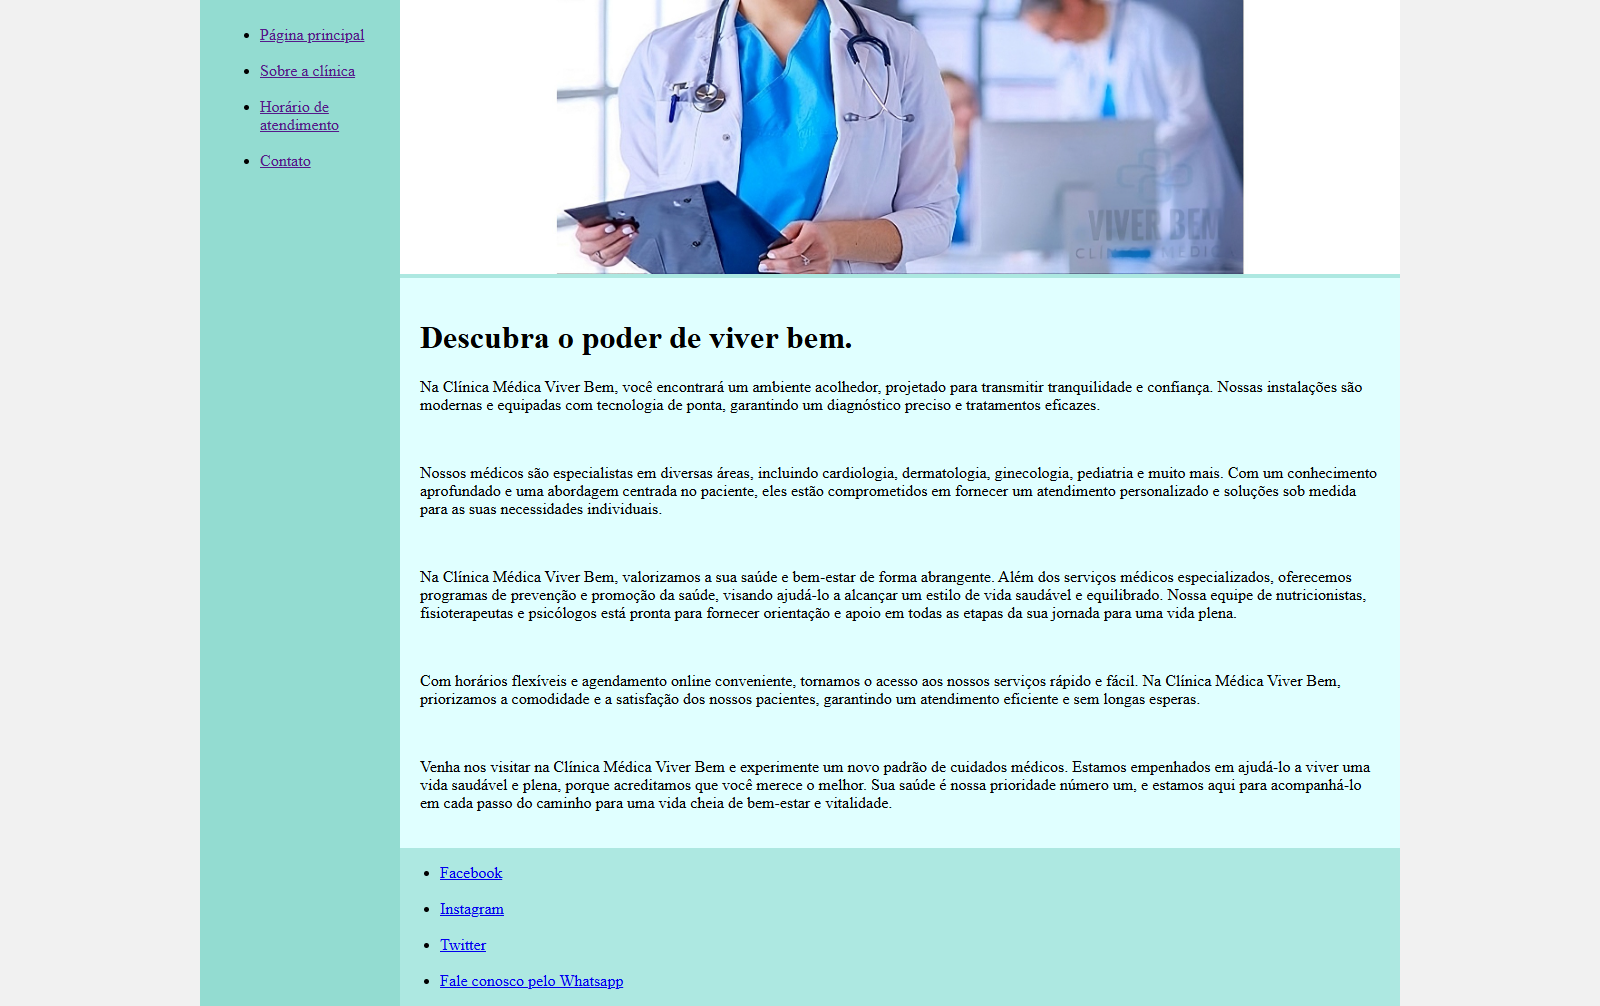 Página principal
Sobre a clínica
Horário de
atendimento
Contato
VIVER BEM
CLÍNICA MÉDICA
Descubra o poder de viver bem.
Na Clínica Médica Viver Bem, você encontrará um ambiente acolhedor, projetado para transmitir tranquilidade e confiança. Nossas instalações são
modernas e equipadas com tecnologia de ponta, garantindo um diagnóstico preciso e tratamentos eficazes.
Nossos médicos são especialistas em diversas áreas, incluindo cardiologia, dermatologia, ginecologia, pediatria e muito mais. Com um conhecimento
aprofundado e uma abordagem centrada no paciente, eles estão comprometidos em fornecer um atendimento personalizado e soluções sob medida
para as suas necessidades individuais.
Na Clínica Médica Viver Bem, valorizamos a sua saúde e bem-estar de forma abrangente. Além dos serviços médicos especializados, oferecemos
programas de prevenção e promoção da saúde, visando ajudá-lo a alcançar um estilo de vida saudável e equilibrado. Nossa equipe de nutricionistas,
fisioterapeutas e psicólogos está pronta para fornecer orientação e apoio em todas as etapas da sua jornada para uma vida plena.
Com horários flexíveis e agendamento online conveniente, tornamos o acesso aos nossos serviços rápido e fácil. Na Clínica Médica Viver Bem,
priorizamos a comodidade e a satisfação dos nossos pacientes, garantindo um atendimento eficiente e sem longas esperas.
Venha nos visitar na Clínica Médica Viver Bem e experimente um novo padrão de cuidados médicos. Estamos empenhados em ajudá-lo a viver uma
vida saudável e plena, porque acreditamos que você merece o melhor. Sua saúde é nossa prioridade número um, e estamos aqui para acompanhá-lo
em cada passo do caminho para uma vida cheia de bem-estar e vitalidade.
Facebook
Instagram
Twitter
Fale conosco pelo Whatsapp